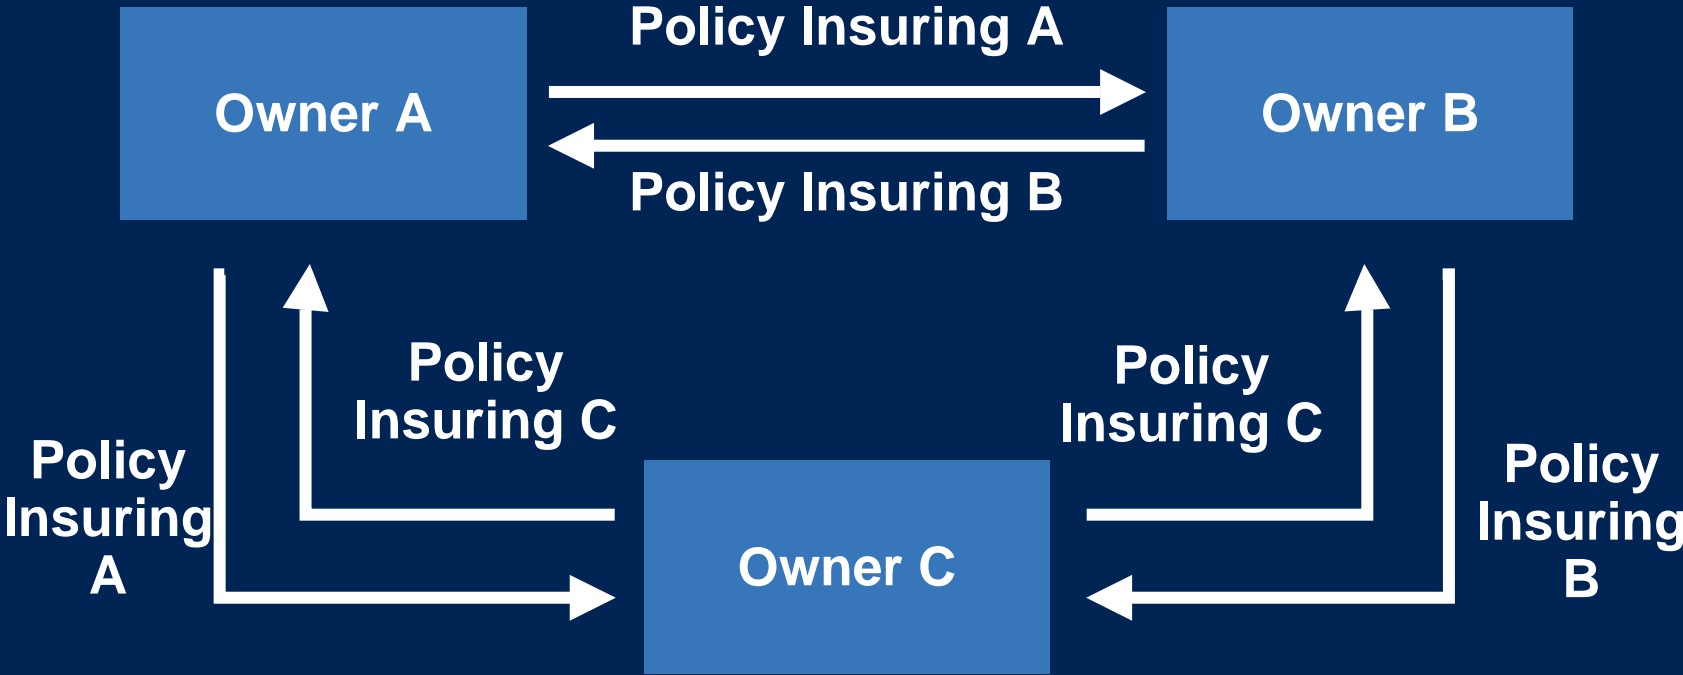 Policy Insuring A
Owner A
Owner B
Policy Insuring B
Policy
Insuring C
Policy
Insuring C
Policy
Insuring
A
Policy
Insuring
B
Owner C